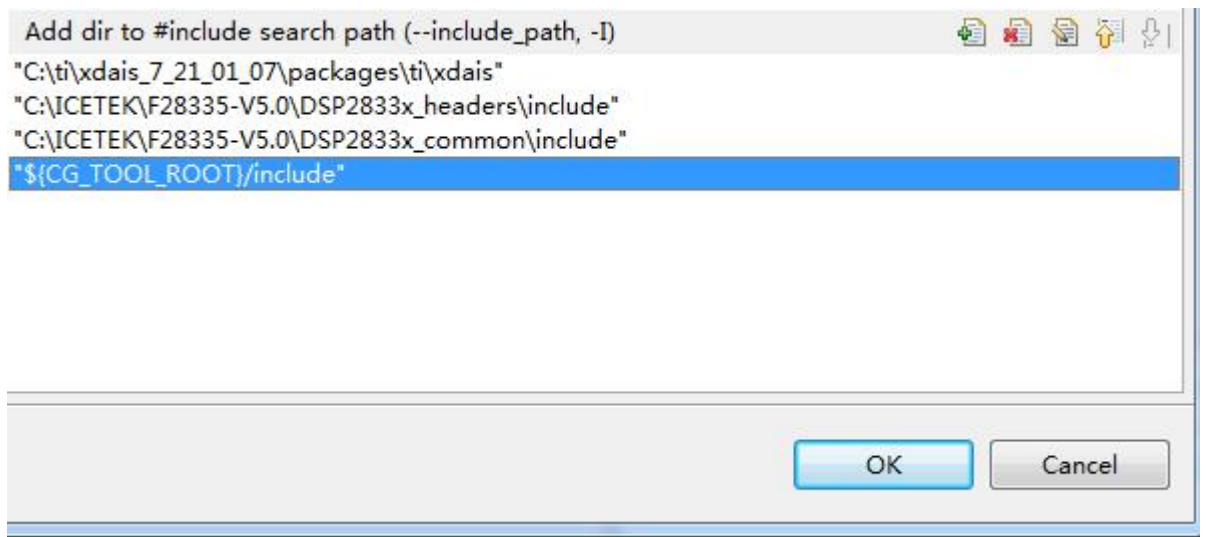 Add dir to #include search path (--include_path, -I)
"C:\ti\xdais_7_21_01_07\packages\ti\xdais"
"C:\ICETEK\F28335-V5.0\DSP2833x_headers\include"
"C:\ICETEK\F28335-V5.0\DSP2833x_common\include"
"${CG_TOOL_ROOT}/include"
OK Cancel